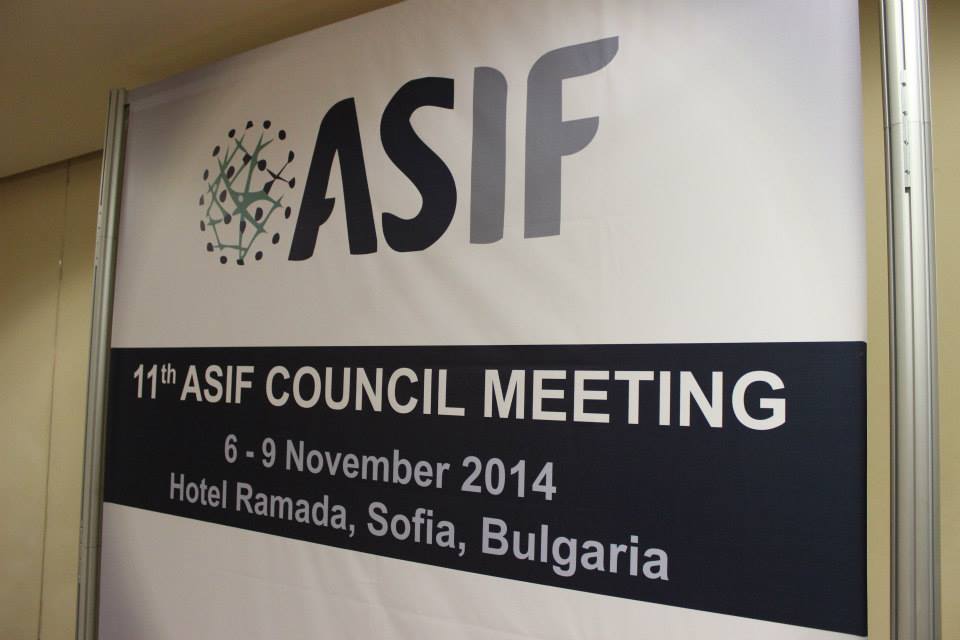 ASIF
11th ASIF COUNCIL MEETING
6 - 9 November 2014
Hotel Ramada, Sofia, Bulgaria